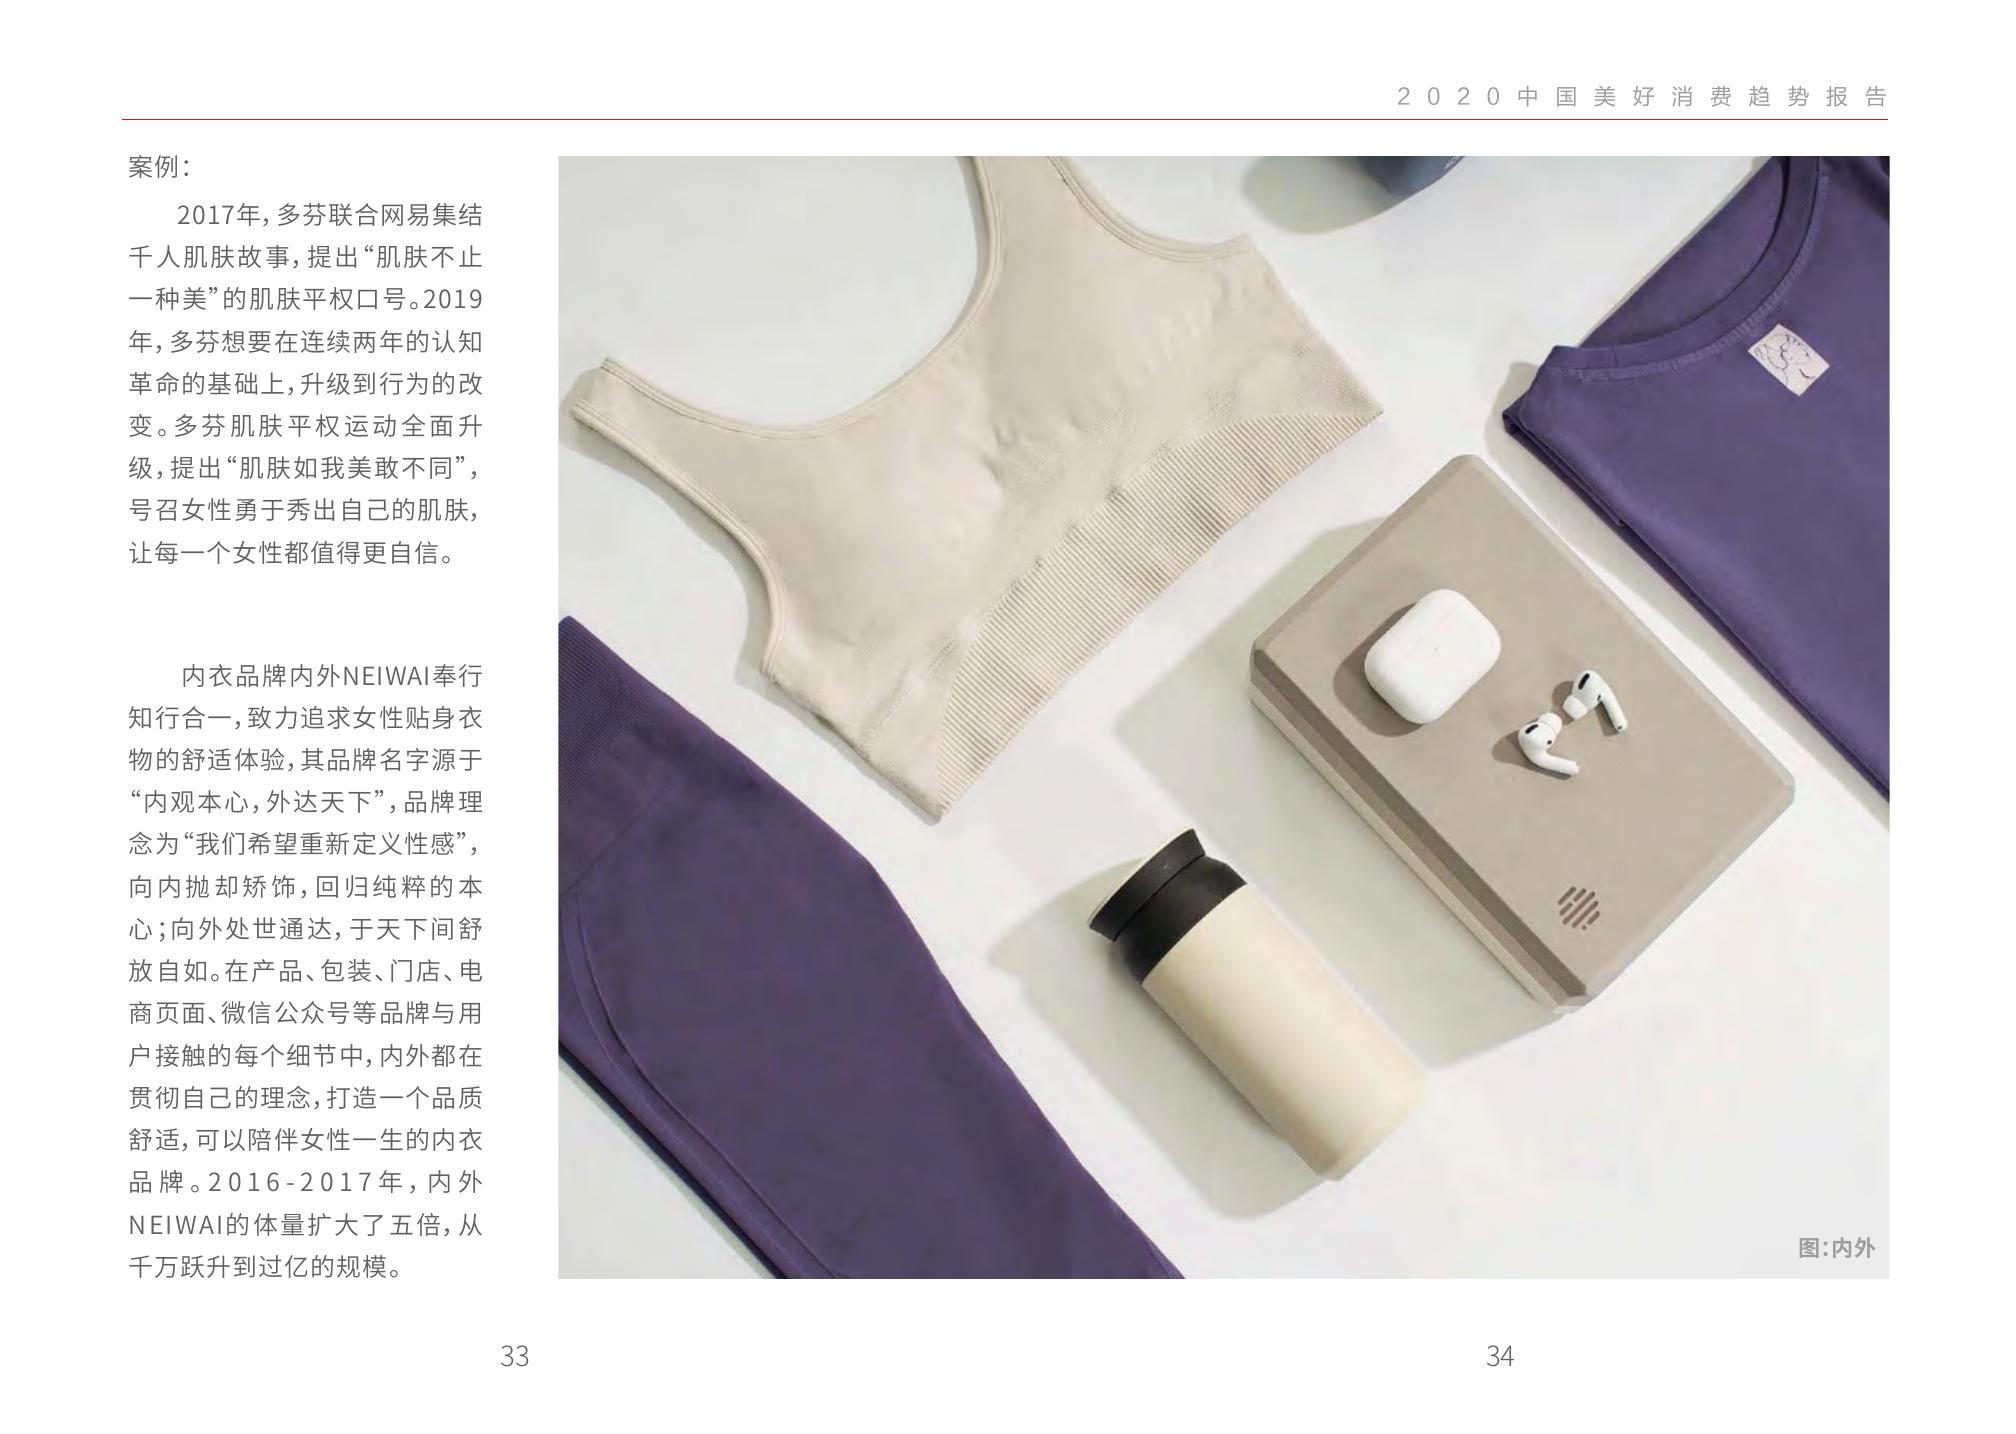 2020中国美好消费趋势报告
案例：
2017年，多芬联合网易集结
千人肌肤故事，提出“肌肤不止
一种美”的肌肤平权口号。2019
年，多芬想要在连续两年的认知
革命的基础上，升级到行为的改
变。多芬肌肤平权运动全面升
级，提出“肌肤如我美敢不同”，
号召女性勇于秀出自己的肌肤，
让每一个女性都值得更自信。
内衣品牌内外NEIWAI奉行
知行合一，致力追求女性贴身衣
物的舒适体验，其品牌名字源于
“内观本心，外达天下”，品牌理
念为“我们希望重新定义性感”，
向内抛却矫饰，回归纯粹的本
心；向外处世通达，于天下间舒
放自如。在产品、包装、门店、电
商页面、微信公众号等品牌与用
户接触的每个细节中，内外都在
贯彻自己的理念，打造一个品质
舒适，可以陪伴女性一生的内衣
品牌。2016-2017年，内外
NEIWAI的体量扩大了五倍，从
千万跃升到过亿的规模。
图：内外
33
34